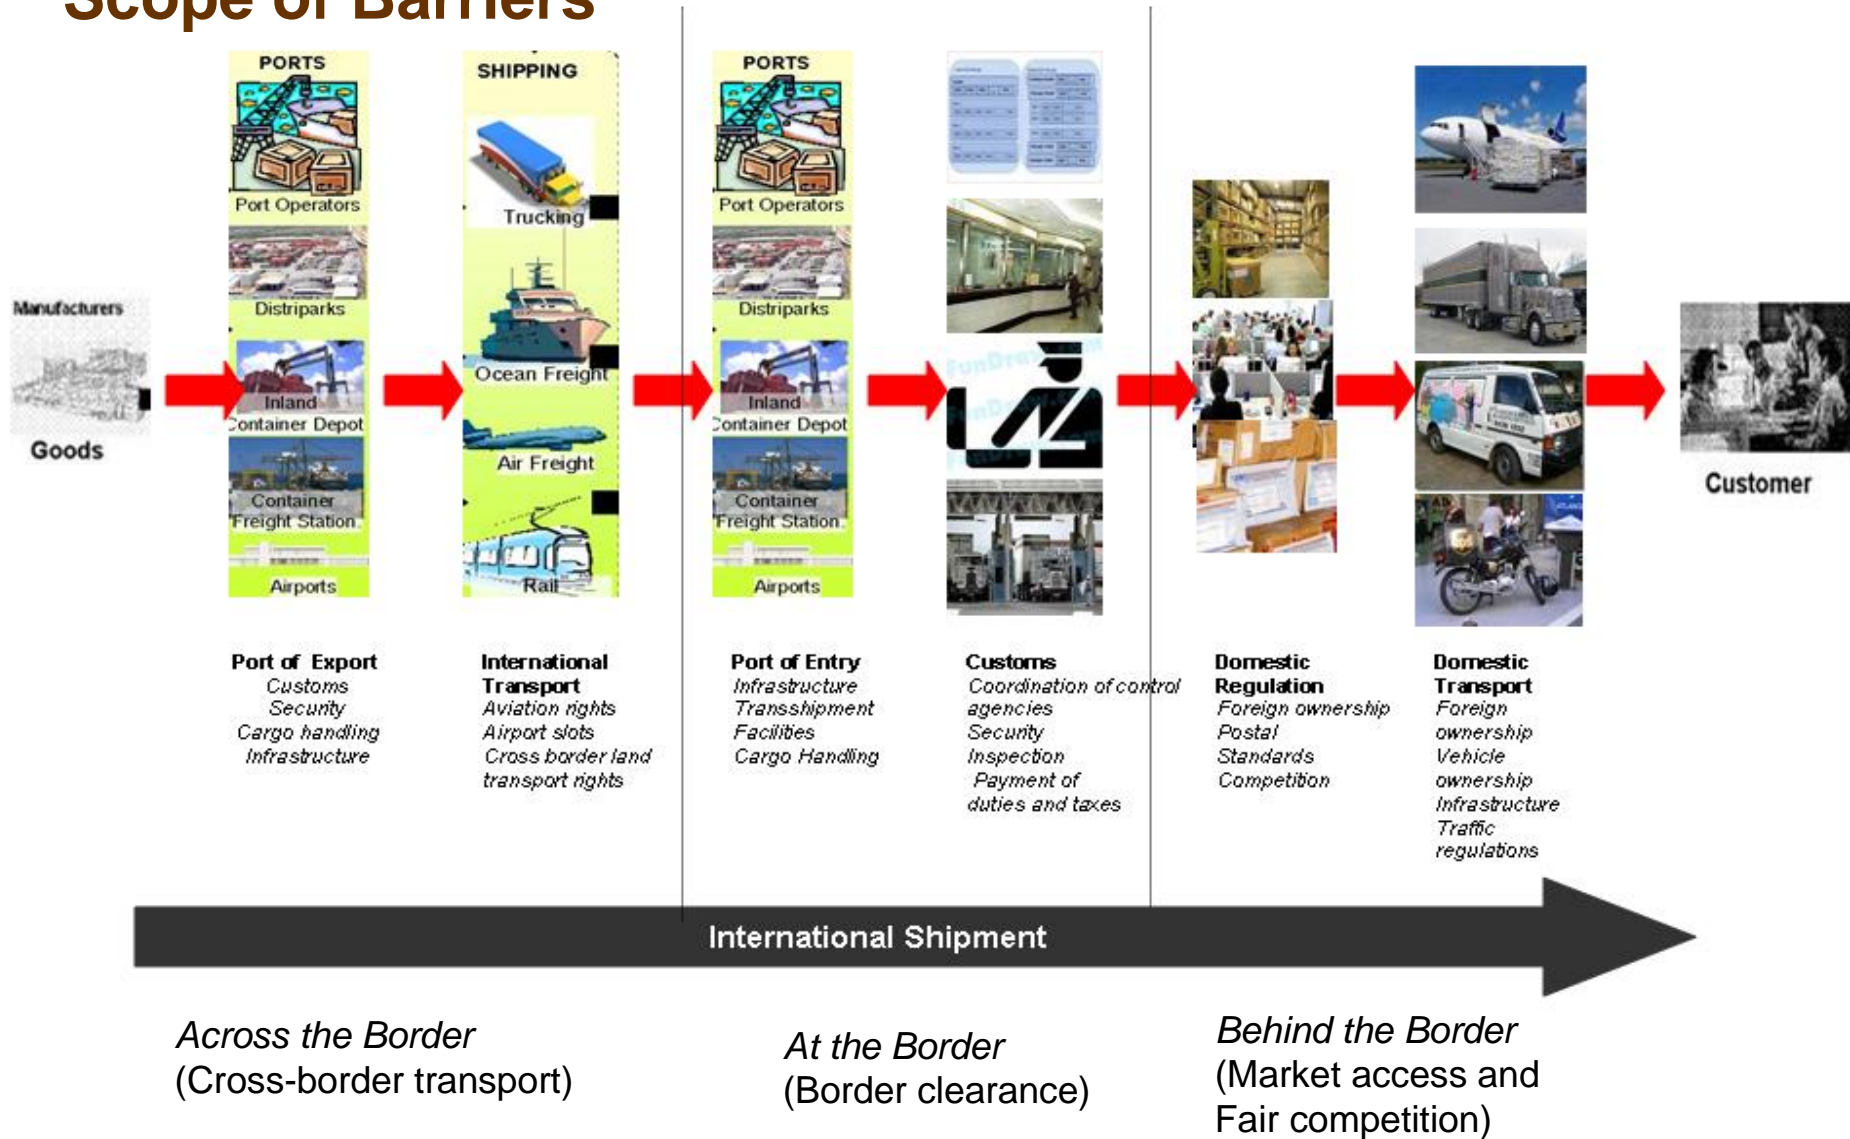 Scope of Barriers
PORTS
Port Operators
Distriparks
Inland
Container Depot
Container
Freight Station
Airports
SHIPPING
Trucking
Ocean Freight
Air Freight
Rail
PORTS
Port Operators
Distriparks
Inland
Container Depot
Container
Freight Station
Airports
Manufacturers
Goods
FunDraw.com
FunDraw.com
Customer
Port of Export
Customs
Security
Cargo handling
Infrastructure
International
Transport
Aviation rights
Airport slots
Cross border land
transport rights
Port of Entry
Infrastructure
Transshipment
Facilities
Cargo Handling
Customs
Coordination of control
agencies
Security
Inspection
Payment of
duties and taxes
Domestic
Regulation
Foreign ownership
Postal
Standards
Competition
Domestic
Transport
Foreign
ownership
Vehicle
ownership
Infrastructure
Traffic
regulations
International Shipment
Across the Border
(Cross-border transport)
At the Border
(Border clearance)
Behind the Border
(Market access and
Fair competition)